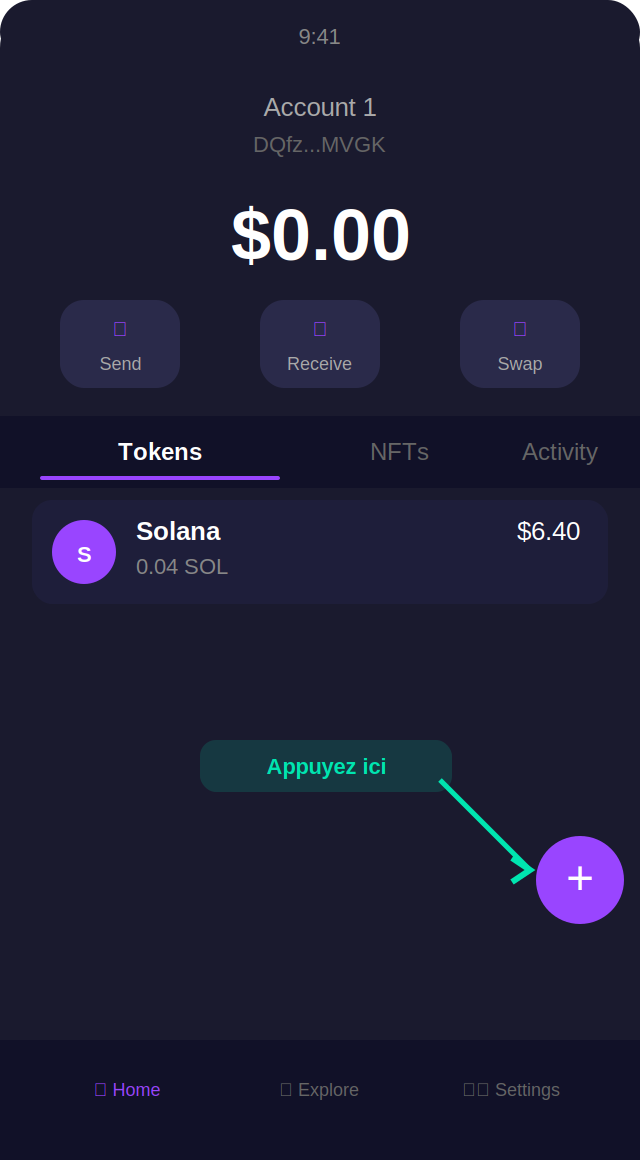 9:41
Account 1
DQfz...MVGK
$0.00
Send
Receive
Swap
Tokens
NFTs
Activity
S
Solana
$6.40
0.04 SOL
Appuyez ici
+
Home
Explore
Settings